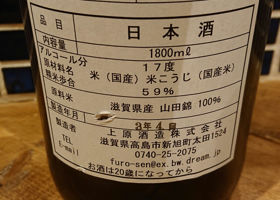 品目 日本酒
内容量 1800mℓ
アルコール分 17度
原材料名 米(国産)米こうじ(国産)
精米歩合 59%
原料米 滋賀県産 山田錦 100%
製造年月 3年4月
製造者 上原酒造株式会社
滋賀県高島市新旭町太田1524
TEL 0740-25-2075
E-mail furo-sen@ex.bw.dream.jp
お酒は20歳になってから